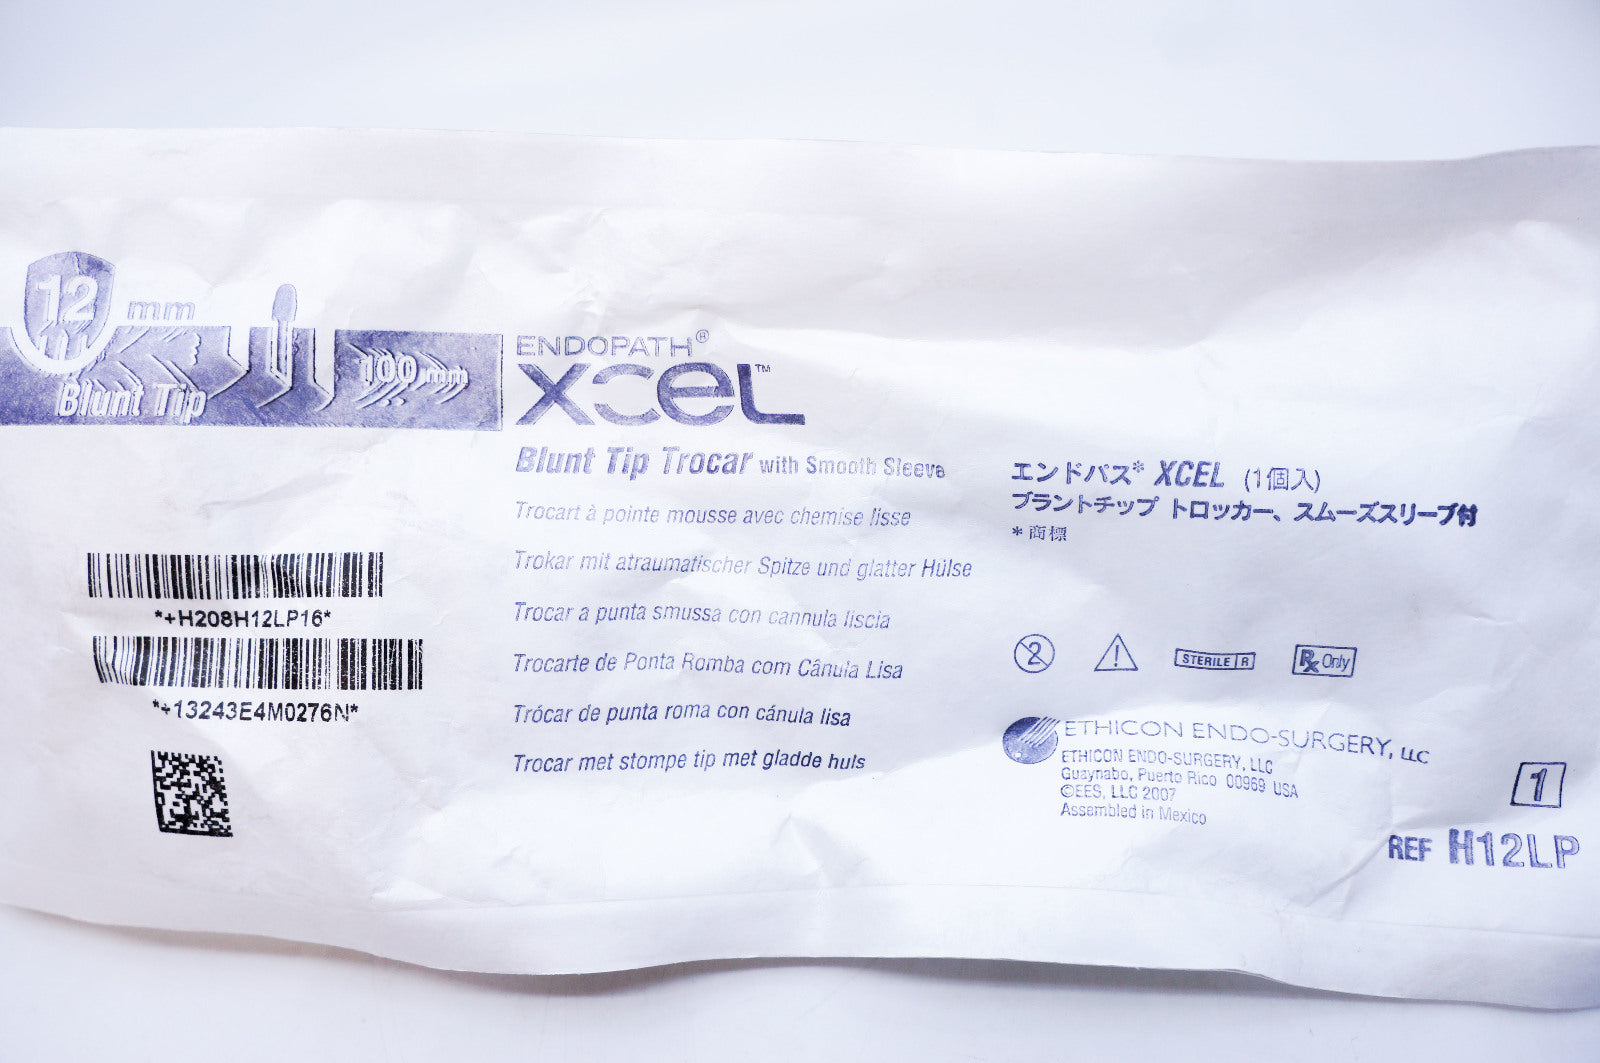 12 mm
Blunt Tip
100 mm
ENDOPATH®
XCEL™
Blunt Tip Trocar with Smooth Sleeve
Trocart à pointe mousse avec chemise lisse
Trokar mit atraumatischer Spitze und glatter Hülse
Trocar a punta smussa con cannula liscia
Trocarte de Ponta Romba com Cânula Lisa
Trócar de punta roma con cánula lisa
Trocar met stompe tip met gladde huls
*+H208H12LP16*
*+13243E4M0276N*
エンドパス* XCEL (1個入)
ブラントチップ トロッカー、スムーズスリーブ付
*商標
2
!
STERILE R
Rx Only
ETHICON ENDO-SURGERY, LLC
ETHICON ENDO-SURGERY, LLC
Guaynabo, Puerto Rico 00969 USA
©EES, LLC 2007
Assembled in Mexico
1
REF H12LP